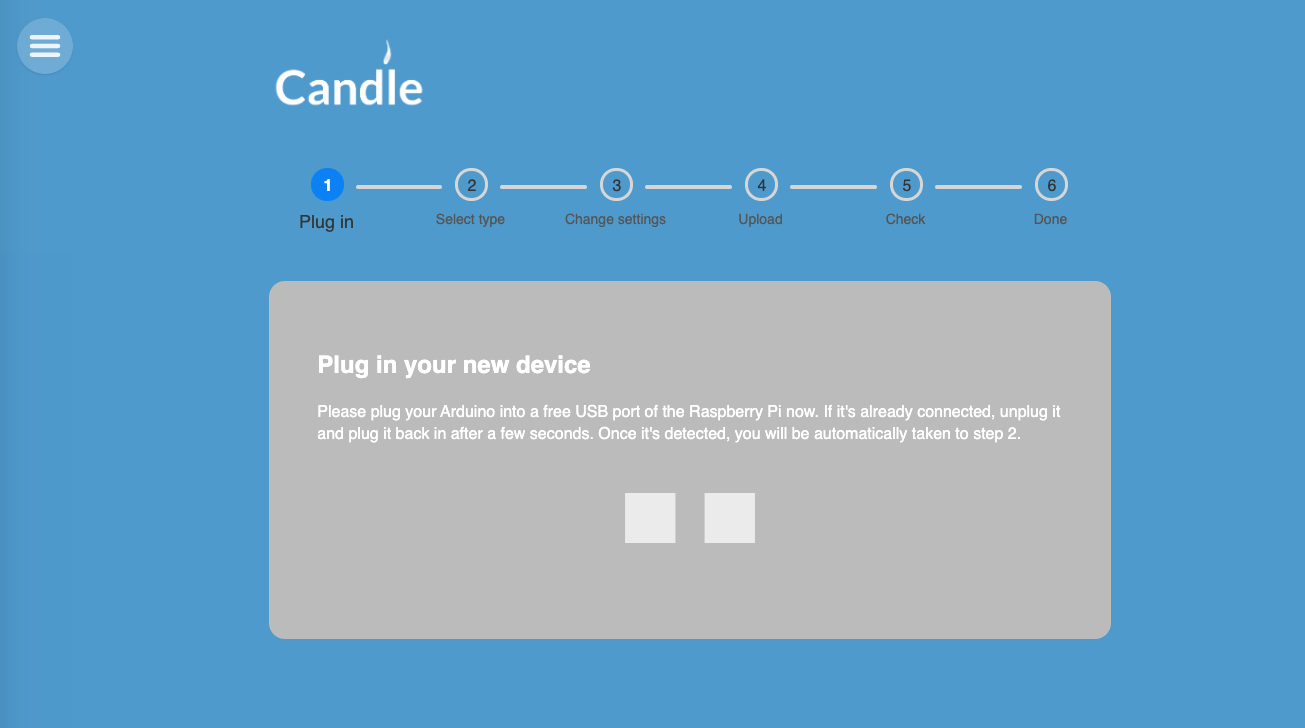 Candle
1 2 3 4 5 6
Plug in Select type Change settings Upload Check Done
Plug in your new device
Please plug your Arduino into a free USB port of the Raspberry Pi now. If it's already connected, unplug it
and plug it back in after a few seconds. Once it's detected, you will be automatically taken to step 2.